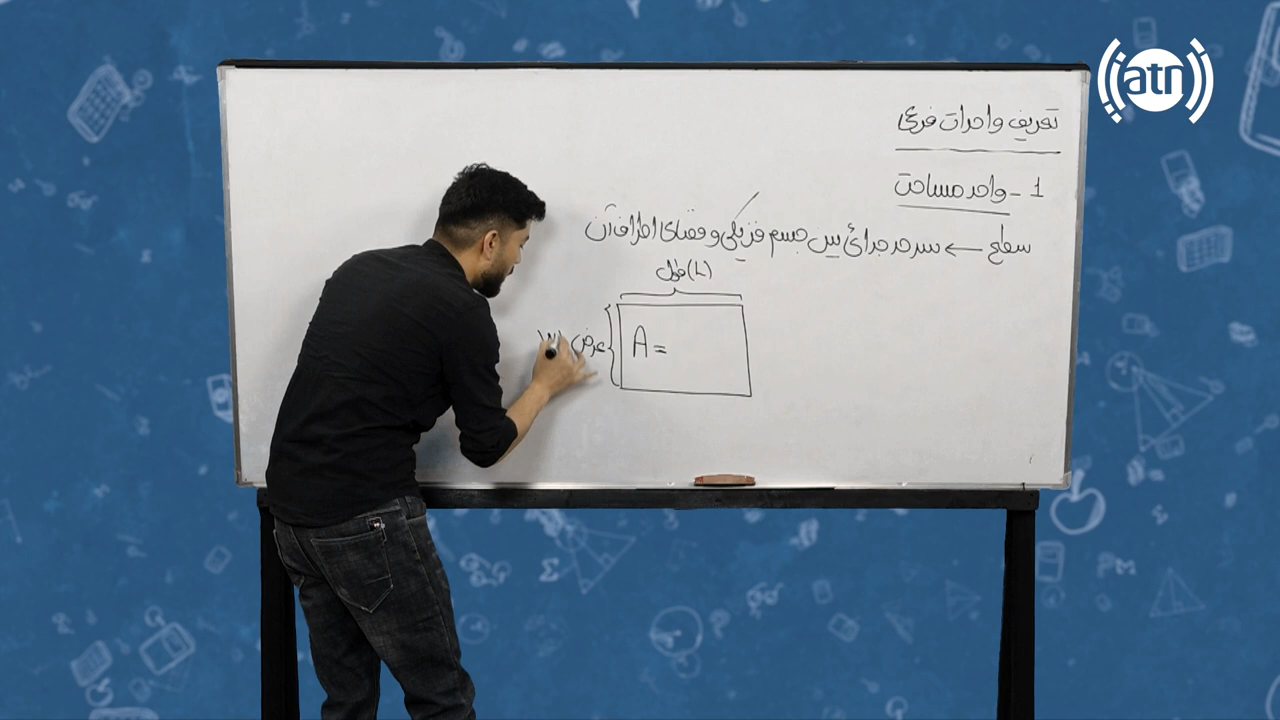 atn
تعریف واحدات فرعی
1 - واحد مساحت
سطح ← سرحد جدائی بین جسم فزیکی و فضای اطراف آن
طول (L)
عرض
A =